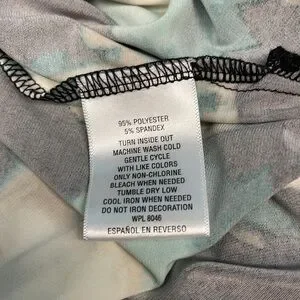 95% POLYESTER
5% SPANDEX
TURN INSIDE OUT
MACHINE WASH COLD
GENTLE CYCLE
WITH LIKE COLORS
ONLY NON-CHLORINE
BLEACH WHEN NEEDED
TUMBLE DRY LOW
COOL IRON WHEN NEEDED
DO NOT IRON DECORATION
WPL 8046
ESPAÑOL EN REVERSO